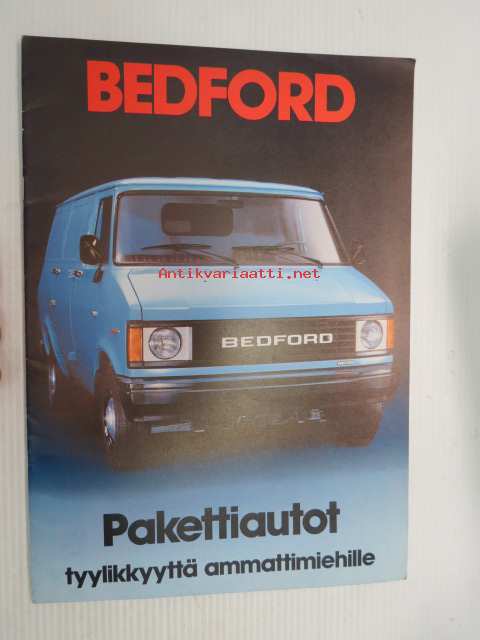 BEDFORD
Antikvariaatti.net
BEDFORD
Pakettiautot
tyylikkyyttä ammattimiehille